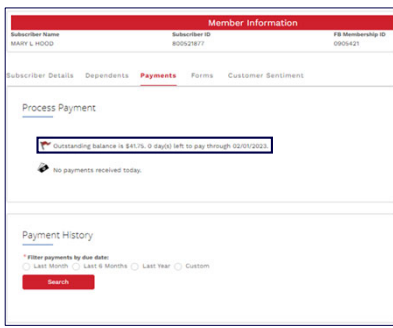 Member Information
Subscriber Name Subscriber ID FB Membership ID
MARY L HOOD 800521877 0905421
Subscriber Details Dependents Payments Forms Customer Sentiment
Process Payment
Outstanding balance is $41.75. 0 day(s) left to pay through 02/01/2023.
No payments received today.
Payment History
*Filter payments by due date:
Last Month Last 6 Months Last Year Custom
Search